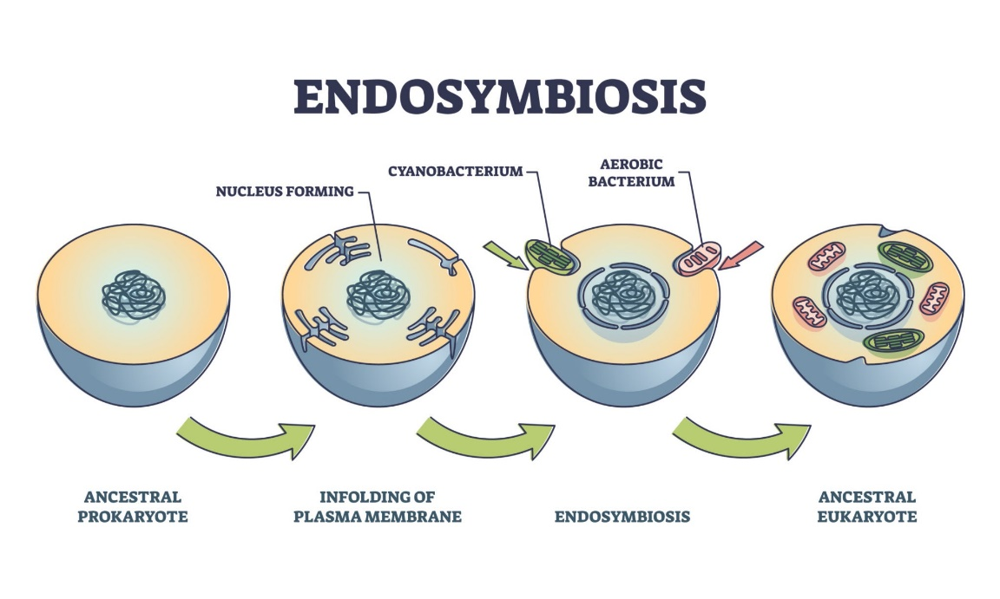 ENDOSYMBIOSIS
NUCLEUS FORMING
CYANOBACTERIUM
AEROBIC
BACTERIUM
ANCESTRAL
PROKARYOTE
INFOLDING OF
PLASMA MEMBRANE
ENDOSYMBIOSIS
ANCESTRAL
EUKARYOTE